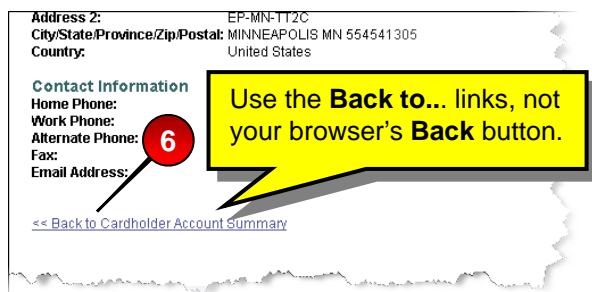 Address 2: EP-MN-TT2C
City/State/Province/Zip/Postal: MINNEAPOLIS MN 554541305
Country: United States
Contact Information
Home Phone:
Work Phone:
Alternate Phone:
Fax:
Email Address:
6
Use the Back to... links, not
your browser's Back button.
<< Back to Cardholder Account Summary